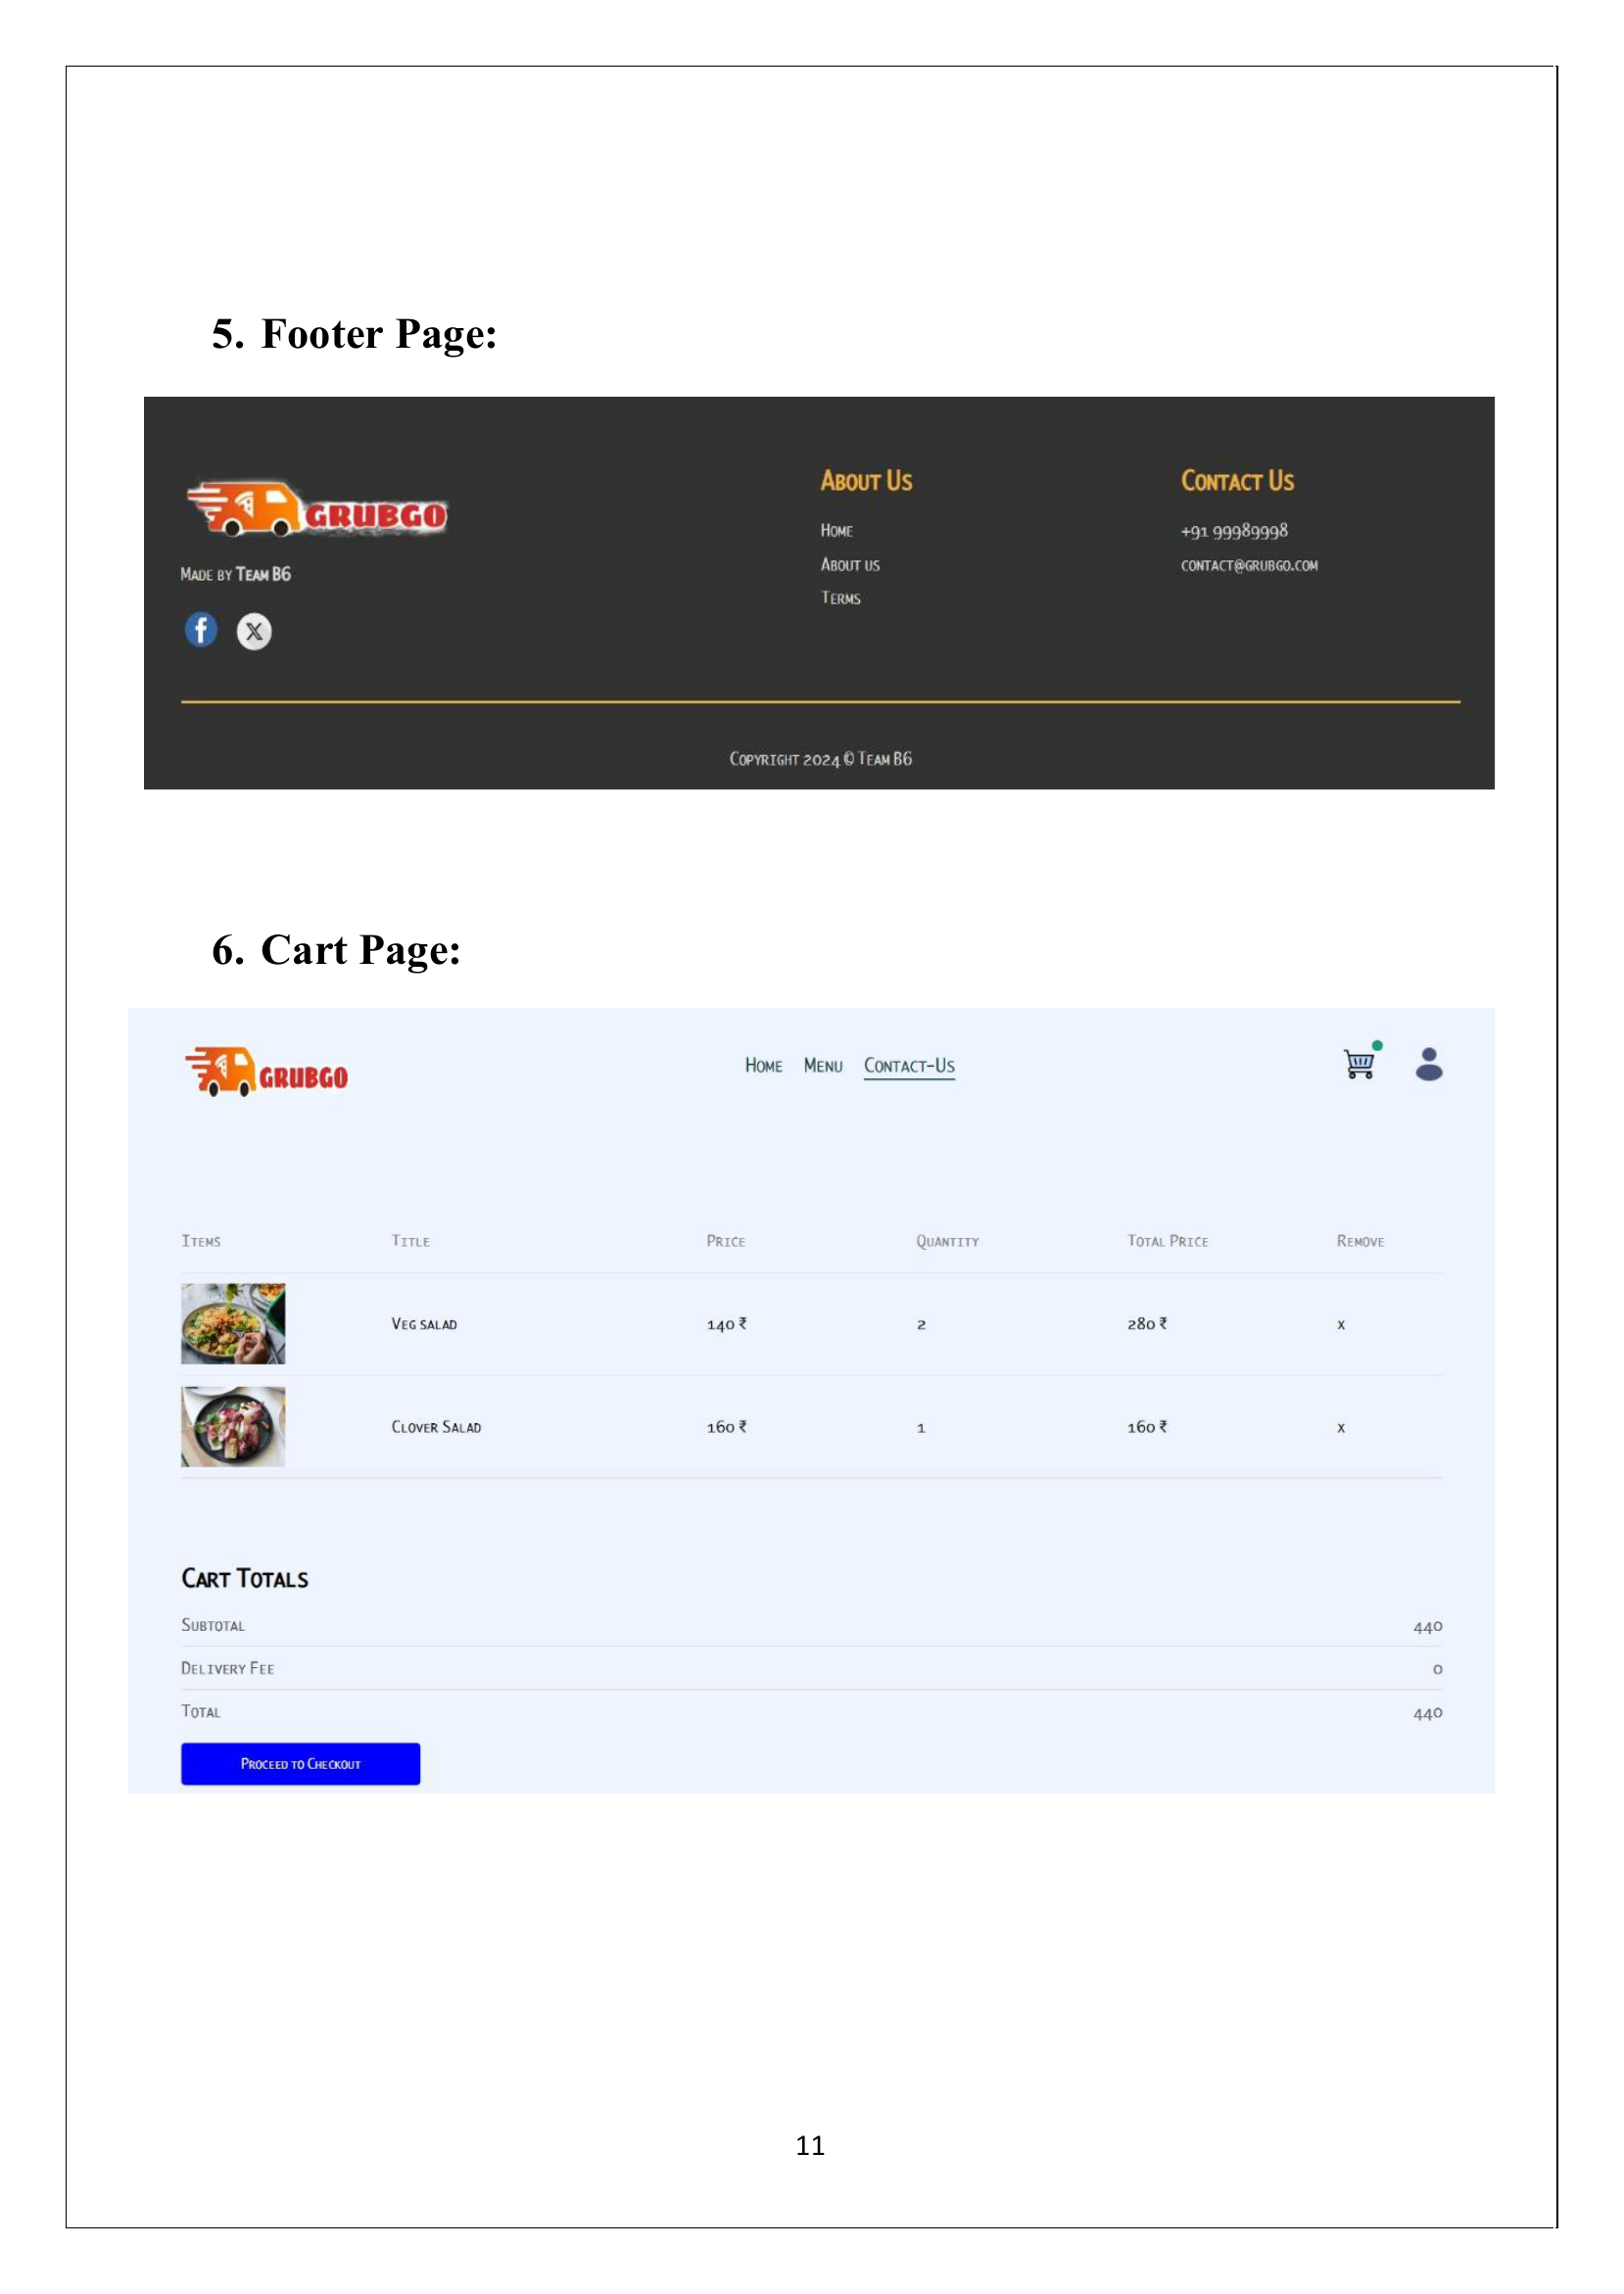 5. Footer Page:
GRUBGO
Made by Team B6
About Us
Home
About us
Terms
Contact Us
+91 99989998
contact@grubgo.com
Copyright 2024 © Team B6
6. Cart Page:
GRUBGO
Home Menu Contact-Us
Items Title Price Quantity Total Price Remove
Veg salad 140 ₹ 2 280 ₹ x
Clover Salad 160 ₹ 1 160 ₹ x
Cart Totals
Subtotal 440
Delivery Fee 0
Total 440
Proceed to Checkout
11